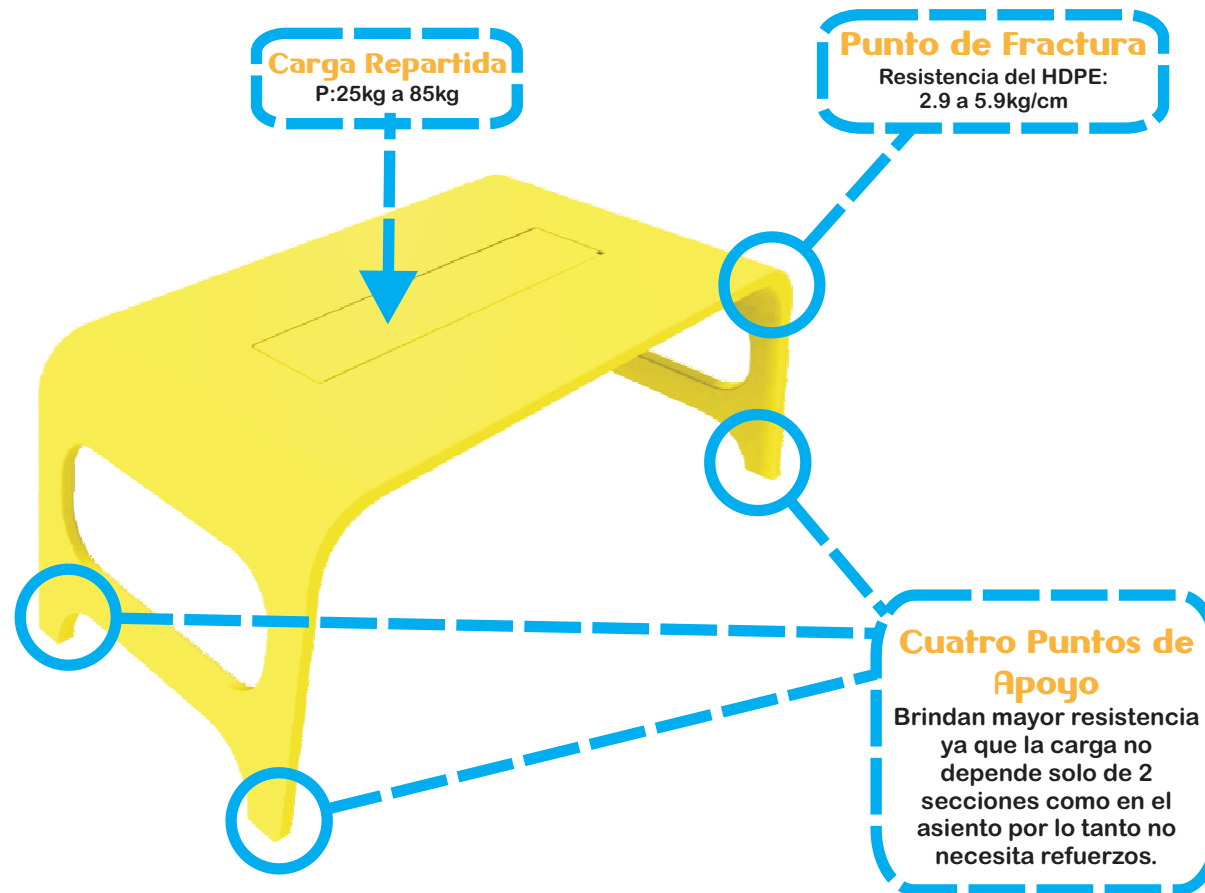 Carga Repartida
P:25kg a 85kg
Punto de Fractura
Resistencia del HDPE:
2.9 a 5.9kg/cm
Cuatro Puntos de
Apoyo
Brindan mayor resistencia
ya que la carga no
depende solo de 2
secciones como en el
asiento por lo tanto no
necesita refuerzos.